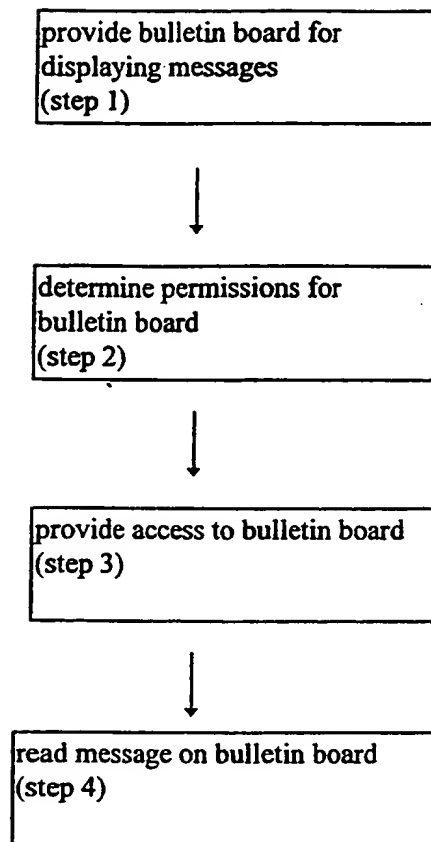 provide bulletin board for
displaying messages
(step 1)
determine permissions for
bulletin board
(step 2)
provide access to bulletin board
(step 3)
read message on bulletin board
(step 4)